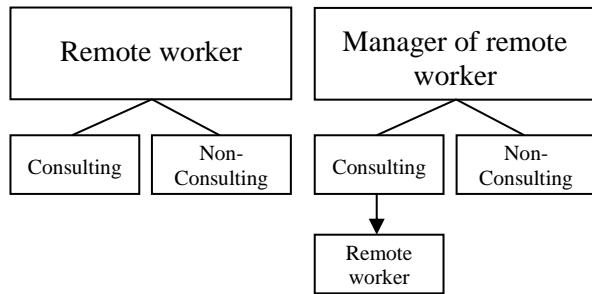 Remote worker
Manager of remote
worker
Consulting
Non-
Consulting
Consulting
Non-
Consulting
Remote
worker